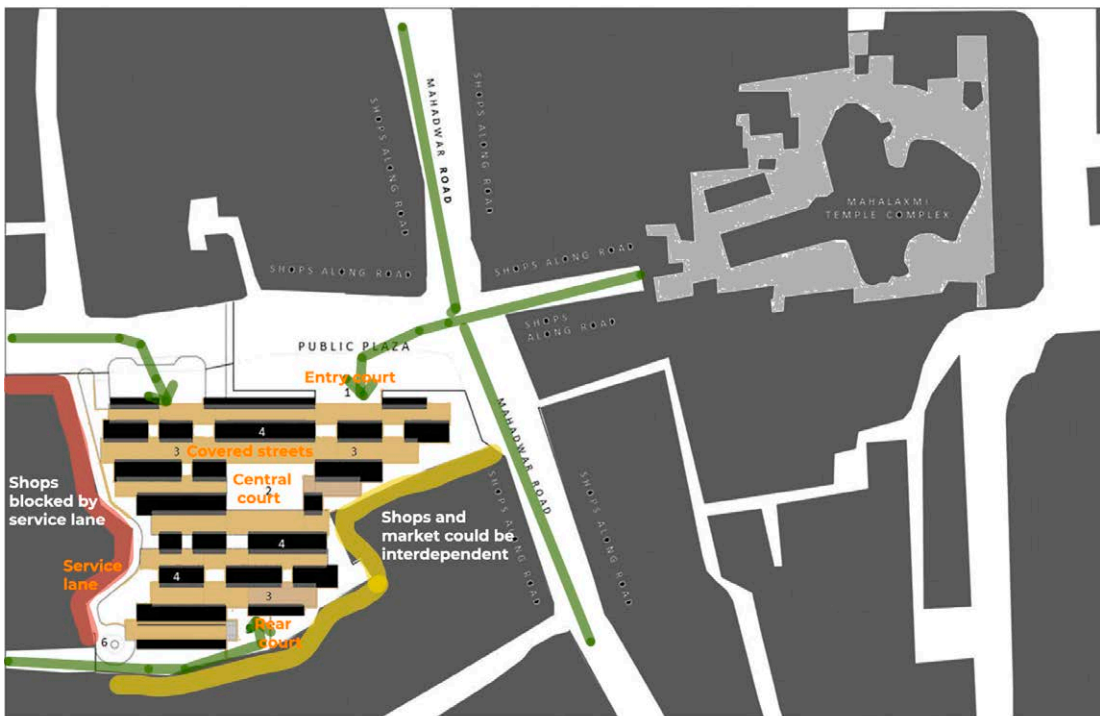 MAHADWAR ROAD
SHOPS ALONG ROAD
SHOPS ALONG ROAD
MAHALAXMI
TEMPLE COMPLEX
SHOPS ALONG ROAD
SHOPS ALONG ROAD
SHOPS
ALONG ROAD
PUBLIC PLAZA
Entry court
1
4
3
Covered streets
3
Central
court
2
Shops
blocked by
service lane
Shops and
market could be
interdependent
MAHADWAR ROAD
SHOPS ALONG ROAD
SHOPS ALONG ROAD
4
Service
lane
4
3
Rear
court
6